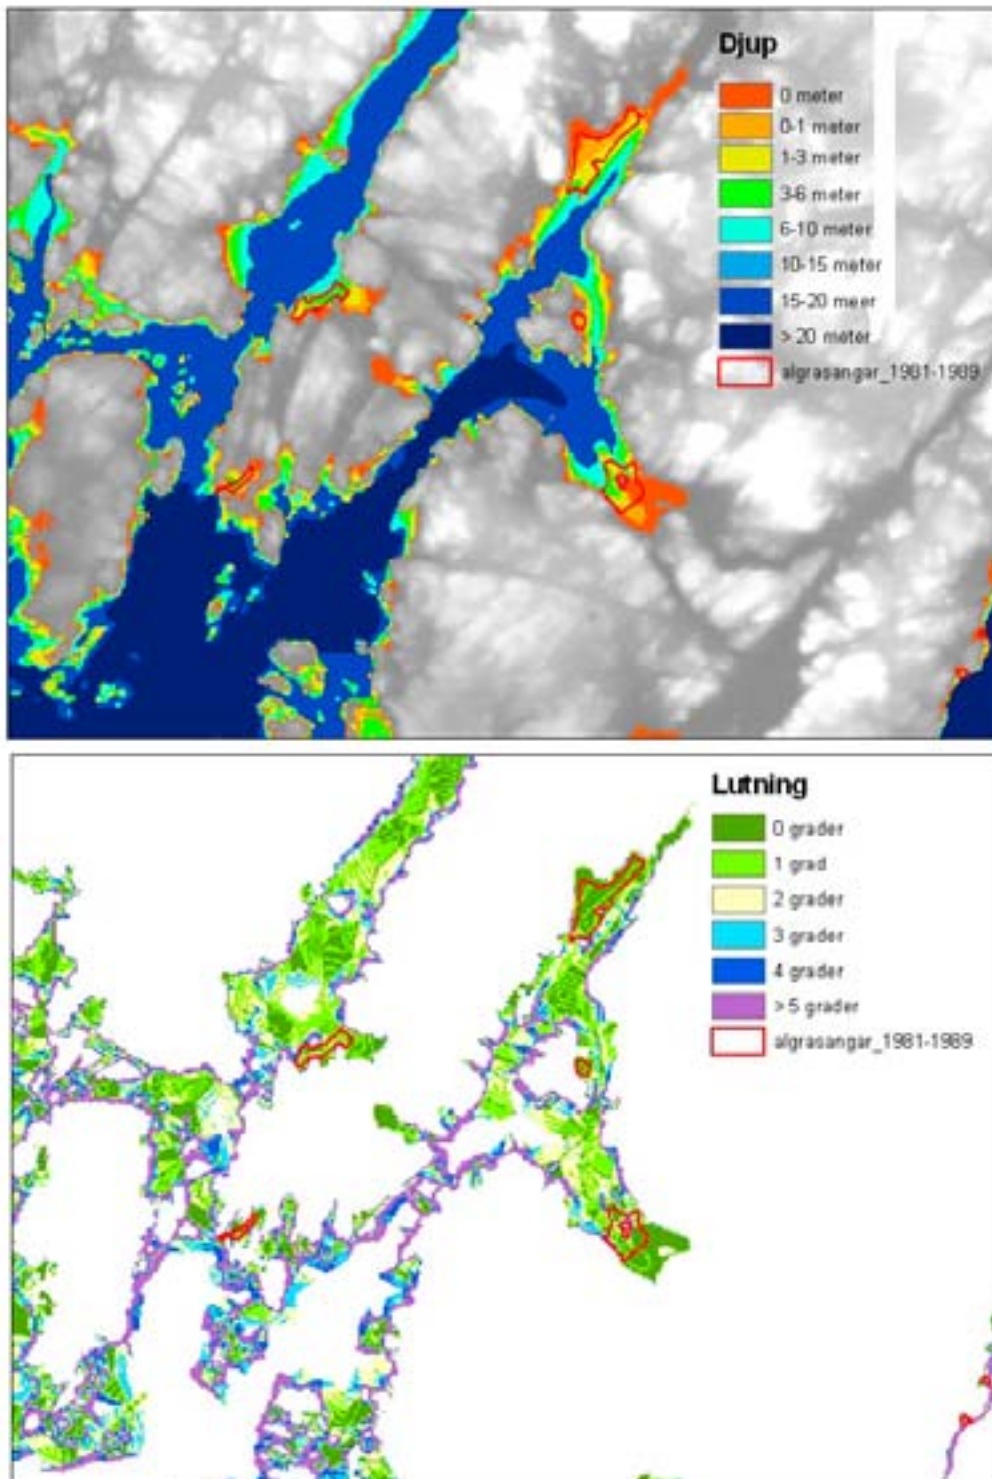 Djup
0 meter
0-1 meter
1-3 meter
3-6 meter
6-10 meter
10-15 meter
15-20 meer
> 20 meter
algrasangar_1981-1989
Lutning
0 grader
1 grad
2 grader
3 grader
4 grader
> 5 grader
algrasangar_1981-1989